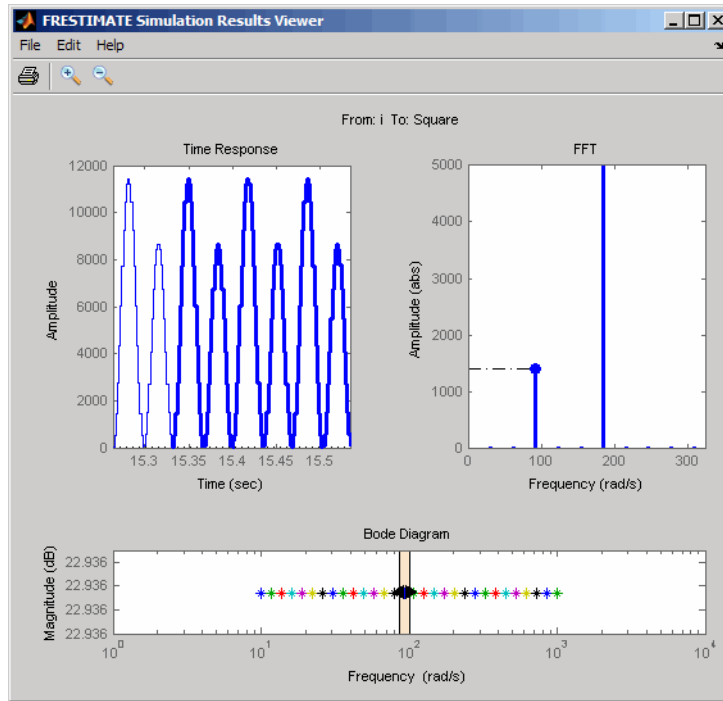 FRESTIMATE Simulation Results Viewer
File Edit Help
From: i To: Square
Time Response
12000
10000
8000
6000
4000
2000
0
Amplitude
15.3 15.35 15.4 15.45 15.5
Time (sec)
FFT
5000
4000
3000
2000
1000
0
Amplitude (abs)
0 100 200 300
Frequency (rad/s)
Bode Diagram
22.936
22.936
22.936
22.936
Magnitude (dB)
10^0 10^1 10^2 10^3 10^4
Frequency (rad/s)